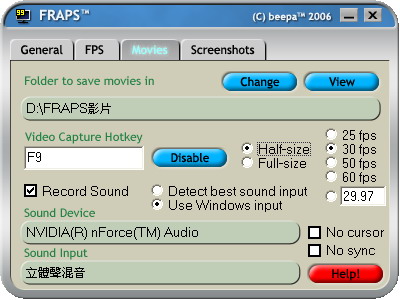 99 FRAPS™ (C) beepa™ 2006
General FPS Movies Screenshots
Folder to save movies in Change View
D:\FRAPS影片
Video Capture Hotkey
F9 Disable
Half-size
Full-size
25 fps
30 fps
50 fps
60 fps
29.97
Record Sound
Detect best sound input
Use Windows input
Sound Device
NVIDIA(R) nForce(TM) Audio
No cursor
No sync
Sound Input
立體聲混音
Help!